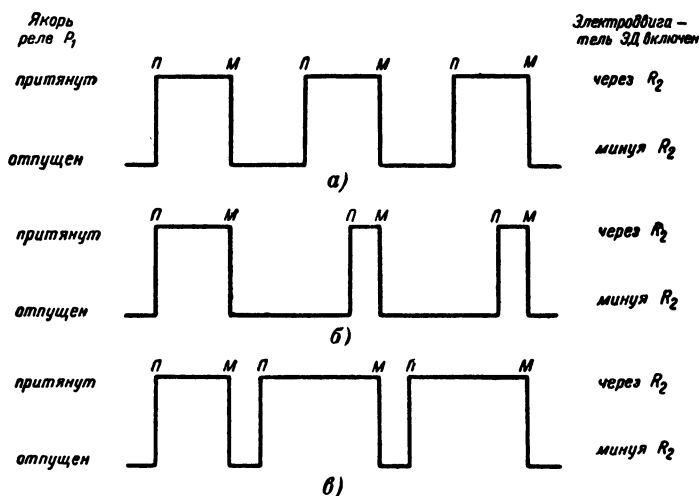 Якорь
реле P₁
Электродвига –
тель ЭД включен
п м п м п м
притянут
через R₂
отпущен
минуя R₂
а)
п м п м п м
притянут
через R₂
отпущен
минуя R₂
б)
п м п м п м
притянут
через R₂
отпущен
минуя R₂
в)